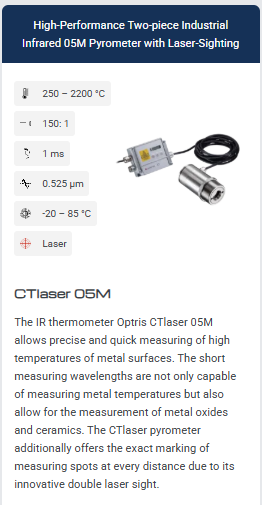 High-Performance Two-piece Industrial
Infrared 05M Pyrometer with Laser-Sighting
250 – 2200 °C
150: 1
1 ms
0.525 µm
-20 – 85 °C
Laser
CTlaser 05M
The IR thermometer Optris CTlaser 05M
allows precise and quick measuring of high
temperatures of metal surfaces. The short
measuring wavelengths are not only capable
of measuring metal temperatures but also
allow for the measurement of metal oxides
and ceramics. The CTlaser pyrometer
additionally offers the exact marking of
measuring spots at every distance due to its
innovative double laser sight.